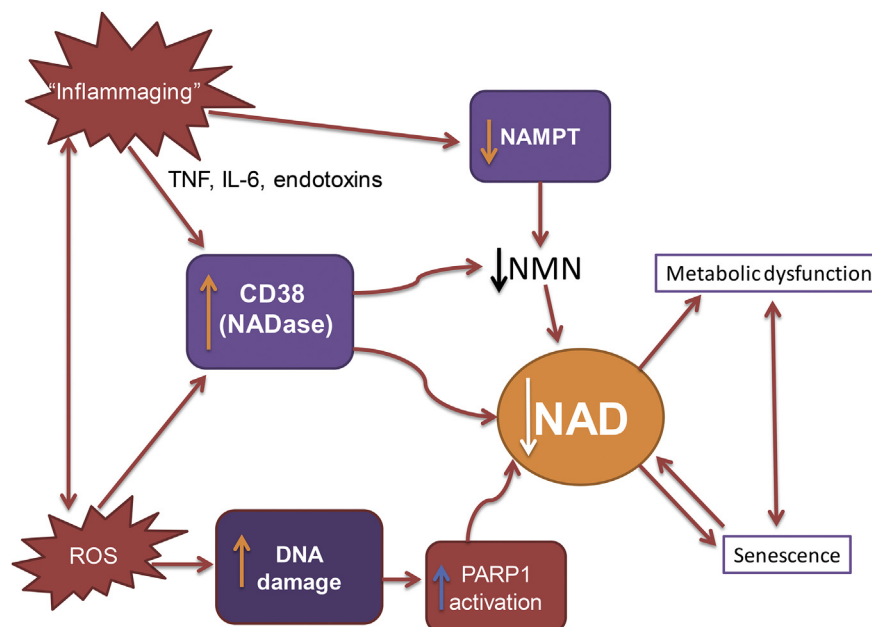 “Inflammaging”
NAMPT
TNF, IL-6, endotoxins
NMN
Metabolic dysfunction
CD38
(NADase)
NAD
ROS
DNA
damage
PARP1
activation
Senescence